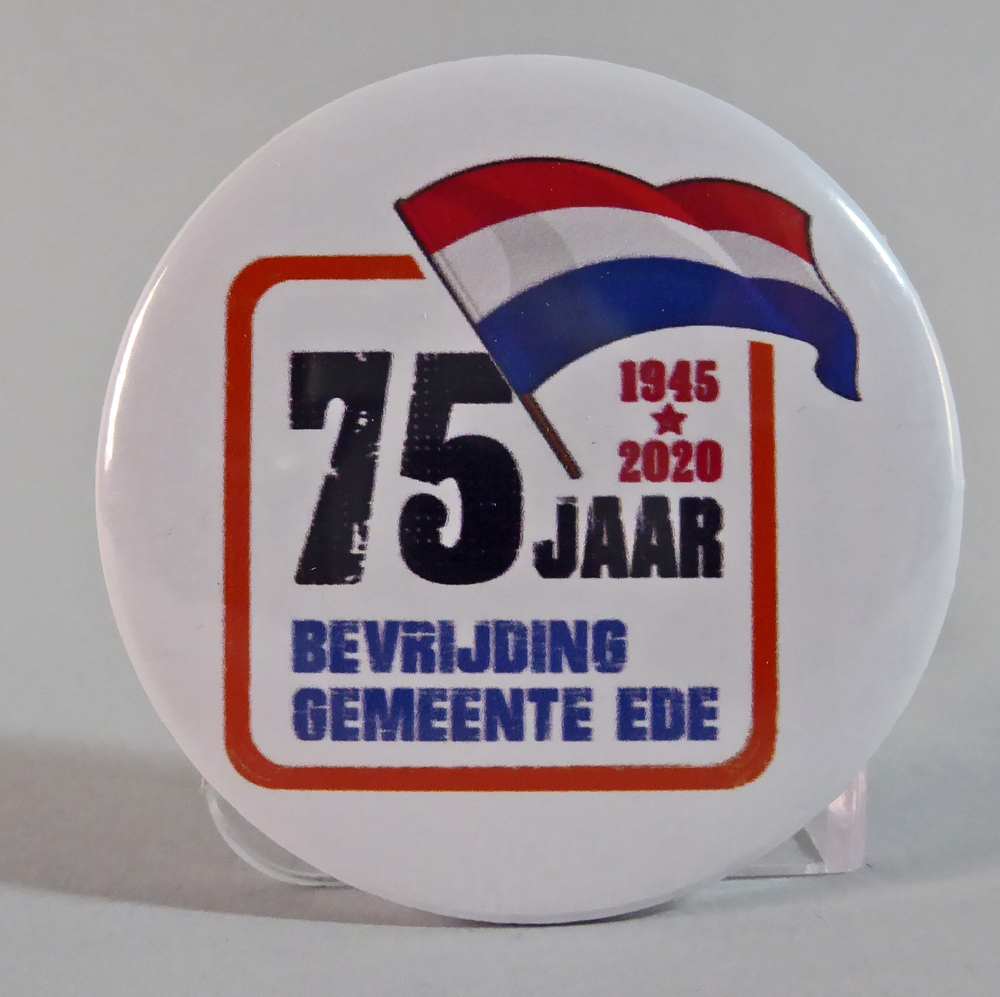 1945
2020
75 JAAR
BEVRIJDING
GEMEENTE EDE